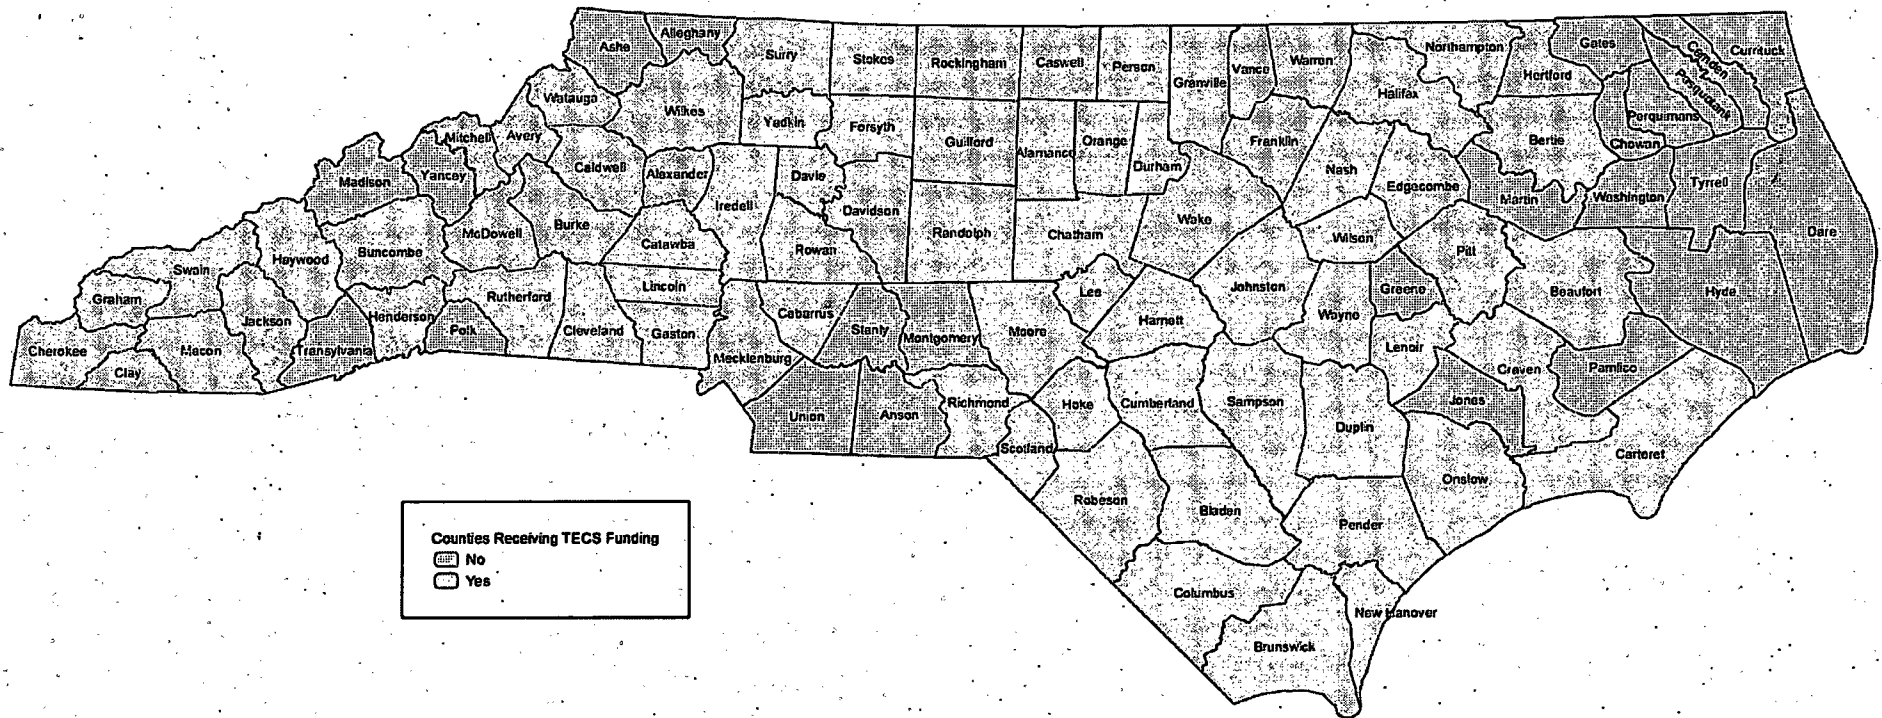 Ashe
Alleghany
Surry
Stokes
Rockingham
Caswell
Person
Granville
Vance
Warren
Northampton
Gates
Camden
Currituck
Hertford
Halifax
Pasquotank
Perquimans
Watauga
Wilkes
Yadkin
Forsyth
Guilford
Alamance
Orange
Durham
Franklin
Nash
Edgecombe
Bertie
Chowan
Mitchell
Avery
Yancey
Madison
Caldwell
Alexander
Iredell
Davie
Davidson
Randolph
Chatham
Wake
Wilson
Martin
Washington
Tyrrell
Dare
McDowell
Burke
Catawba
Rowan
Buncombe
Haywood
Swain
Graham
Jackson
Henderson
Rutherford
Polk
Cleveland
Lincoln
Gaston
Cabarrus
Stanly
Montgomery
Moore
Lee
Harnett
Johnston
Wayne
Greene
Pitt
Beaufort
Hyde
Cherokee
Clay
Macon
Transylvania
Mecklenburg
Union
Anson
Richmond
Scotland
Hoke
Cumberland
Sampson
Duplin
Lenoir
Craven
Pamlico
Jones
Carteret
Onslow
Robeson
Bladen
Pender
Columbus
New Hanover
Brunswick
Counties Receiving TECS Funding
No
Yes